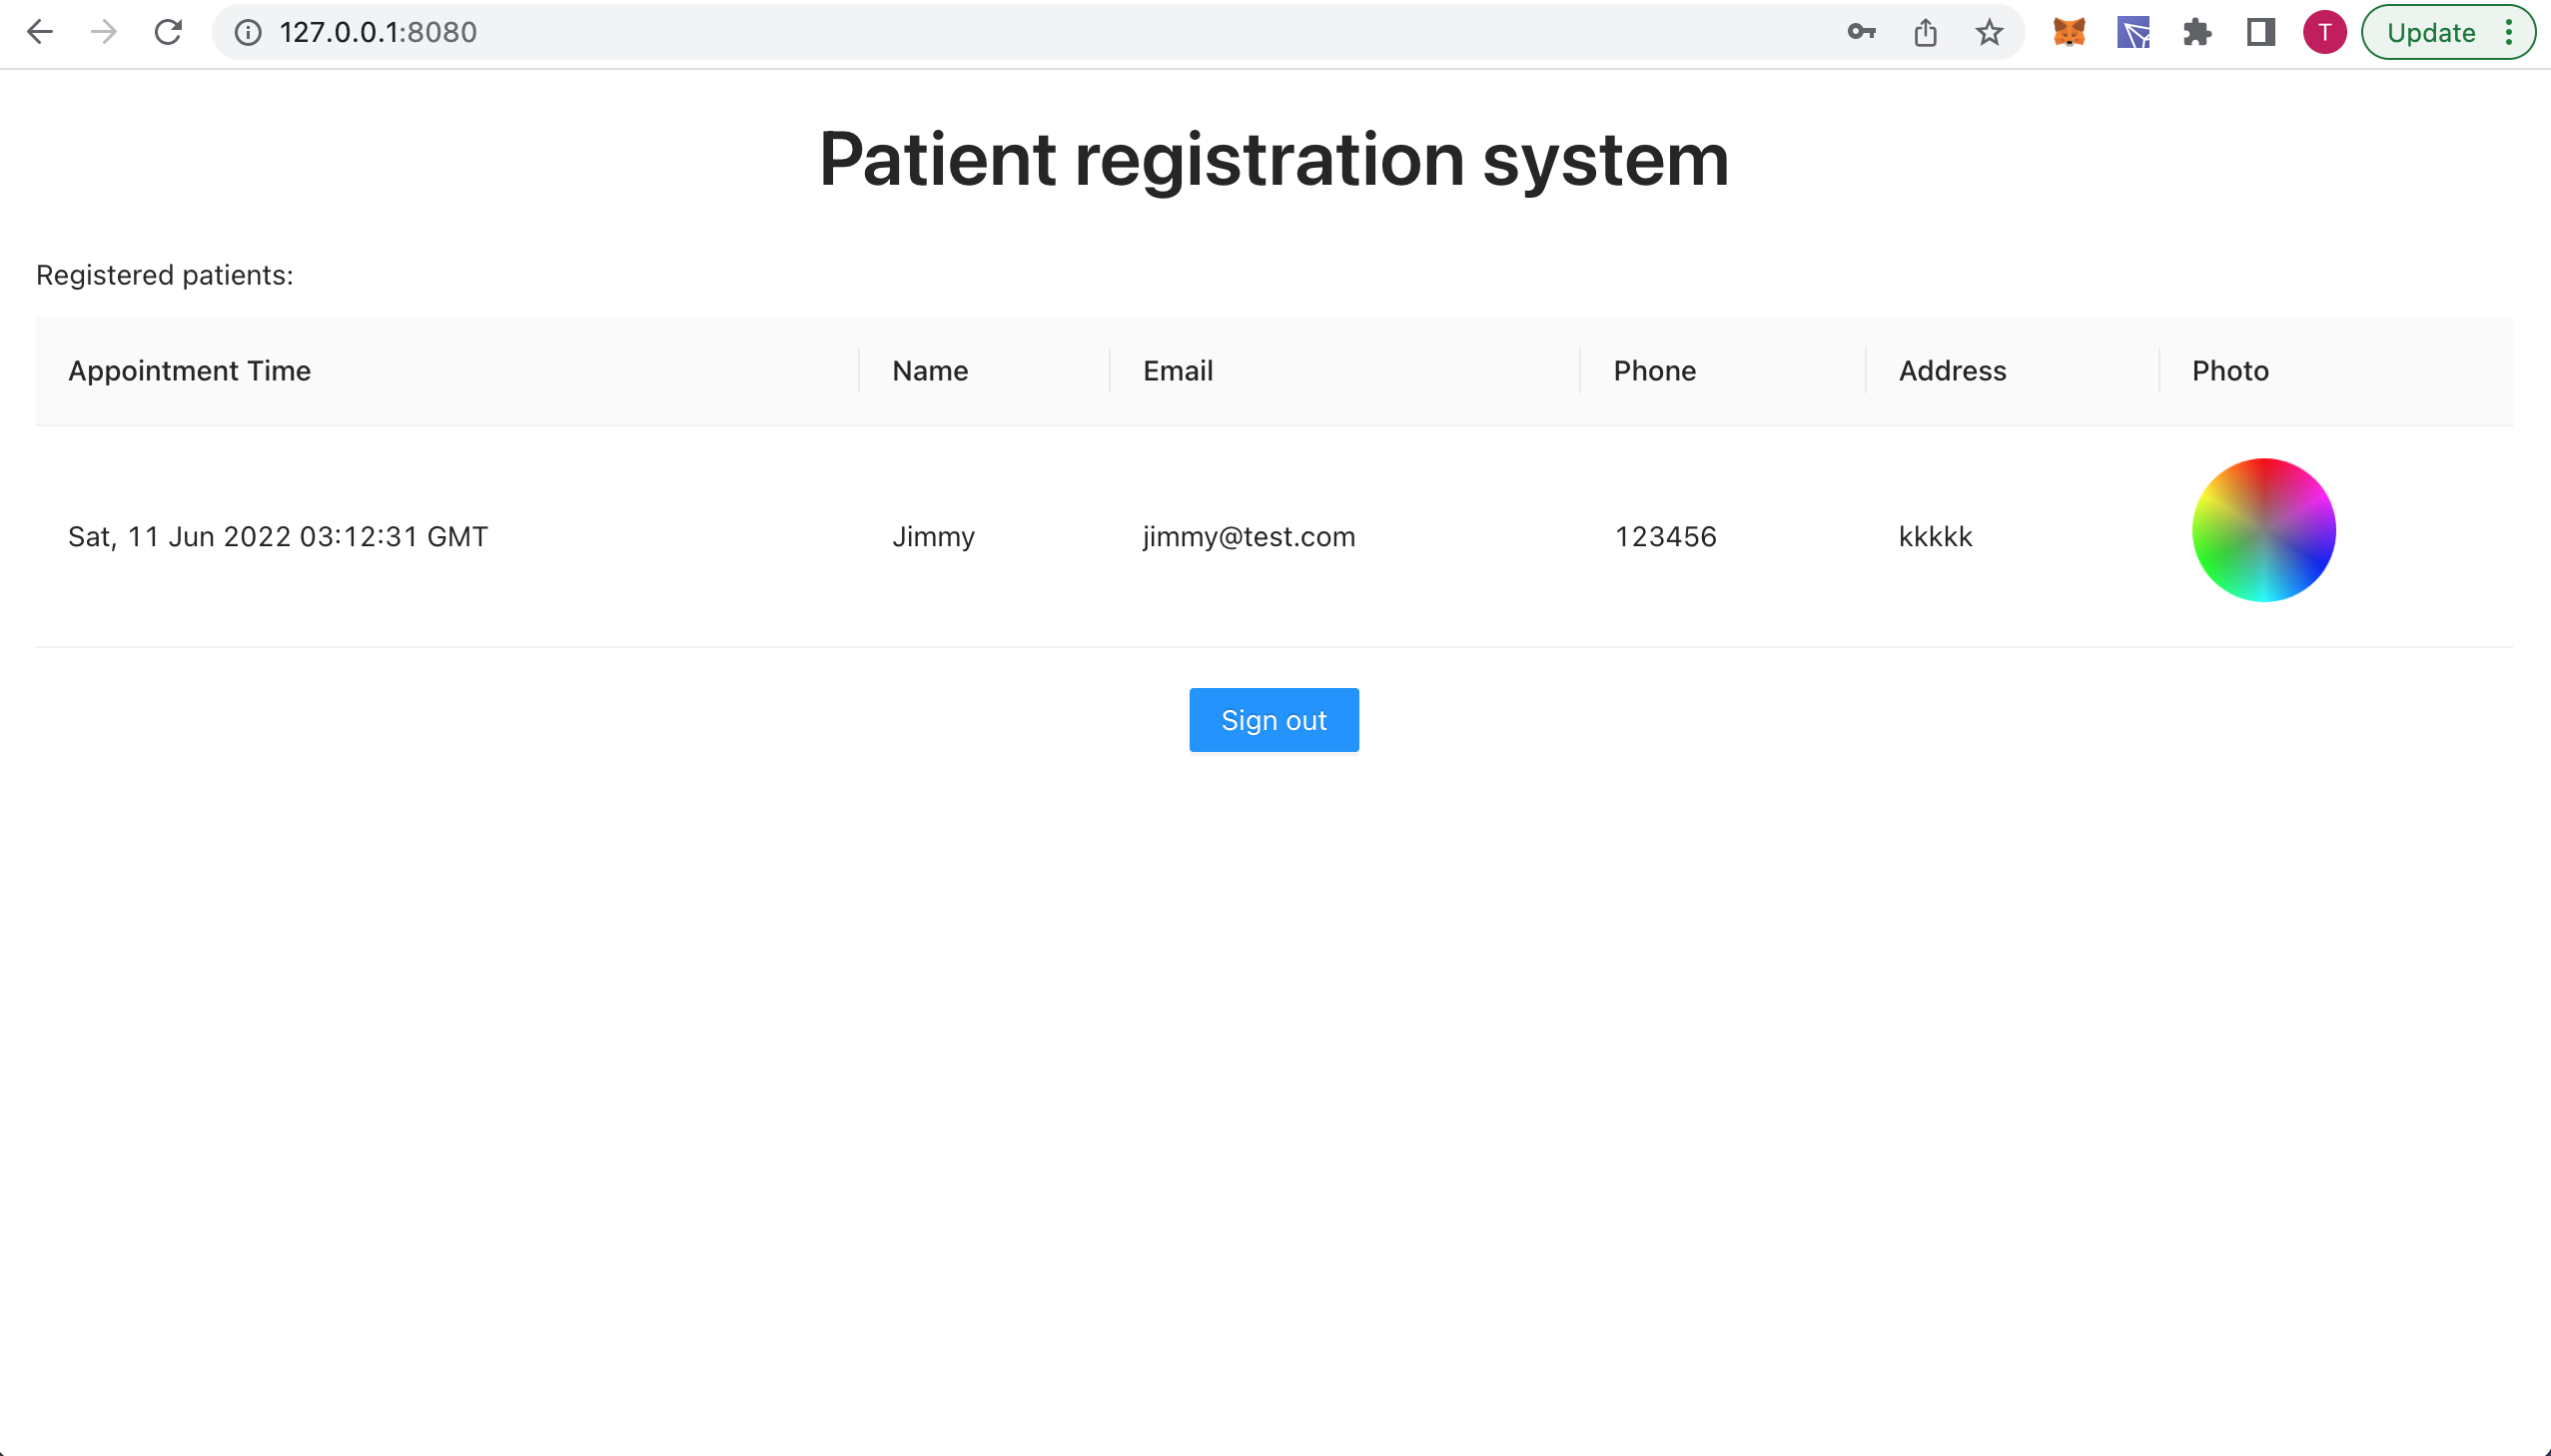 127.0.0.1:8080
T
Update
Patient registration system
Registered patients:
Appointment Time Name Email Phone Address Photo
Sat, 11 Jun 2022 03:12:31 GMT Jimmy jimmy@test.com 123456 kkkkk
Sign out